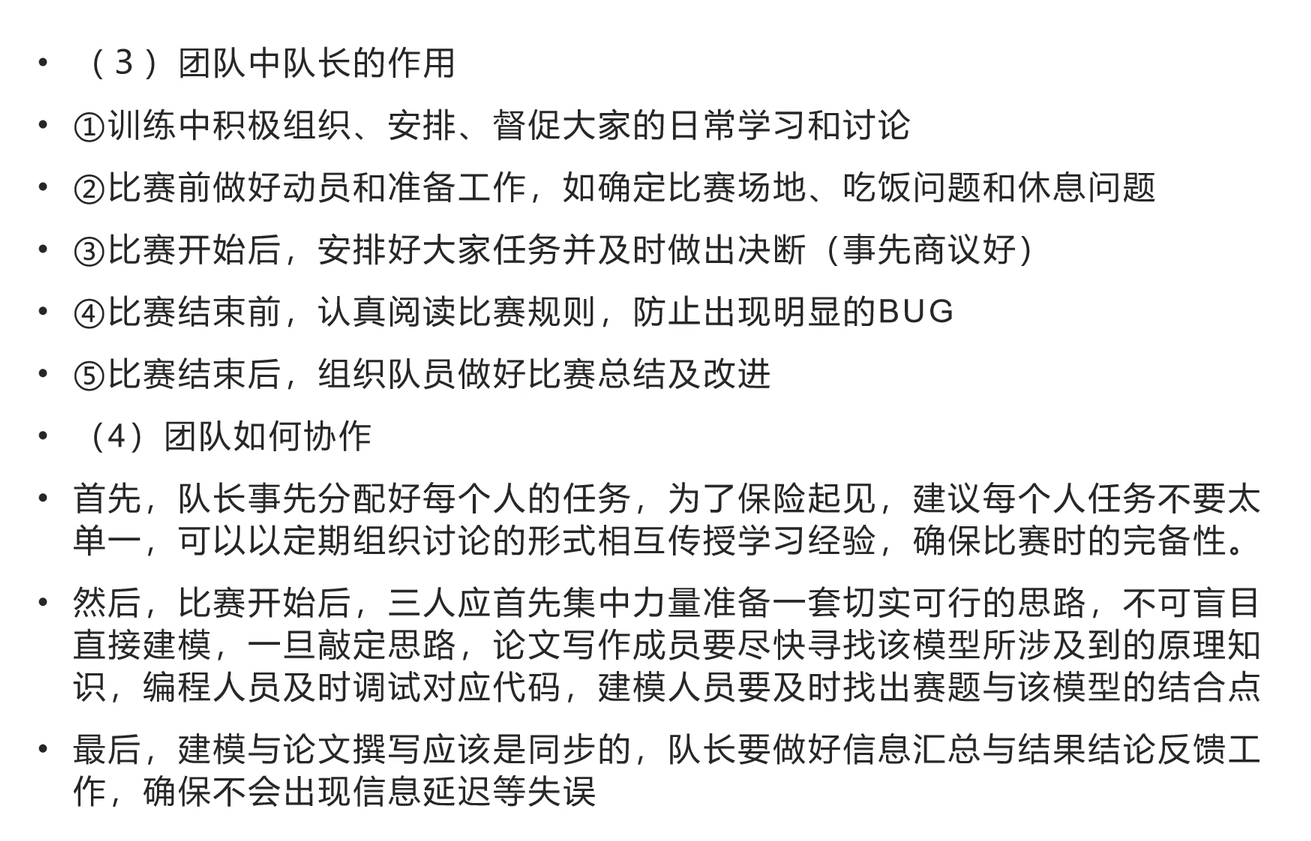 • （3）团队中队长的作用
• ①训练中积极组织、安排、督促大家的日常学习和讨论
• ②比赛前做好动员和准备工作，如确定比赛场地、吃饭问题和休息问题
• ③比赛开始后，安排好大家任务并及时做出决断（事先商议好）
• ④比赛结束前，认真阅读比赛规则，防止出现明显的BUG
• ⑤比赛结束后，组织队员做好比赛总结及改进
• （4）团队如何协作
• 首先，队长事先分配好每个人的任务，为了保险起见，建议每个人任务不要太
单一，可以以定期组织讨论的形式相互传授学习经验，确保比赛时的完备性。
• 然后，比赛开始后，三人应首先集中力量准备一套切实可行的思路，不可盲目
直接建模，一旦敲定思路，论文写作成员要尽快寻找该模型所涉及到的原理知
识，编程人员及时调试对应代码，建模人员要及时找出赛题与该模型的结合点
• 最后，建模与论文撰写应该是同步的，队长要做好信息汇总与结果结论反馈工
作，确保不会出现信息延迟等失误